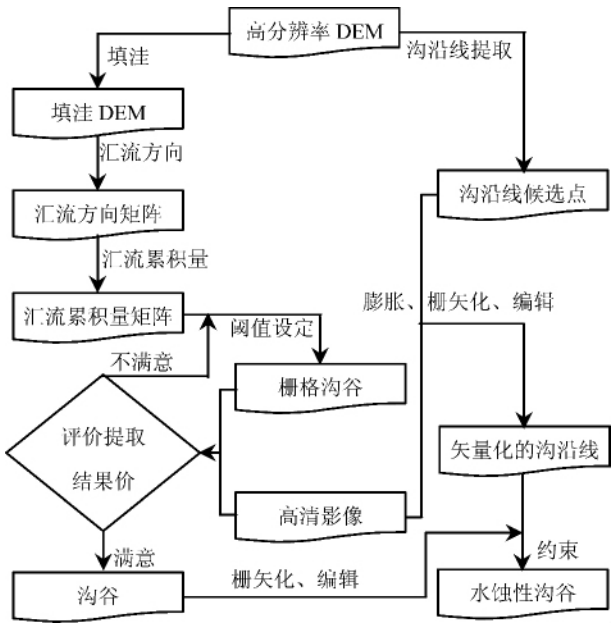 高分辨率 DEM
填洼
沟沿线提取
填洼 DEM
汇流方向
汇流方向矩阵
沟沿线候选点
汇流累积量
汇流累积量矩阵
阈值设定
膨胀、栅矢化、编辑
不满意
栅格沟谷
评价提取
结果价
矢量化的沟沿线
高清影像
满意
栅矢化、编辑
约束
沟谷
水蚀性沟谷